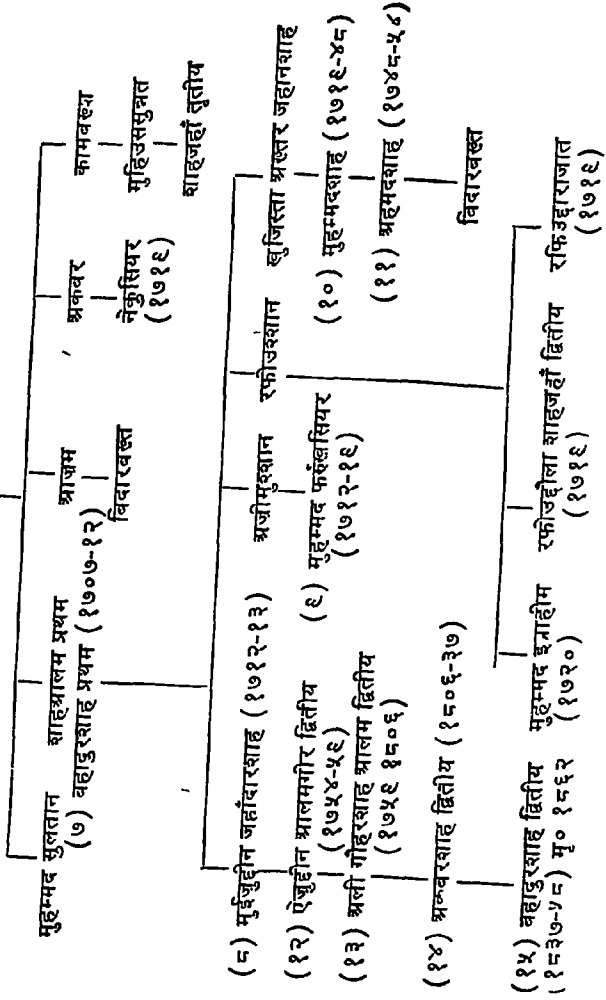 मुहम्मद सुलतान
शाहआलम प्रथम
(७) बहादुरशाह प्रथम (१७०७-१२)
आज़म
बिदारबख्त
अकबर
नेकुसियर
(१७१९)
कामबख्श
मुहिउससुन्नत
शाहजहाँ तृतीय
(८) मुईजुद्दीन जहाँदारशाह (१७१२-१३)
(१२) ऐजुद्दीन आलमगीर द्वितीय
(१७५४-५९)
(१३) अली गौहरशाह आलम द्वितीय
(१७५९ १८०६)
(१४) अकबरशाह द्वितीय (१८०६-३७)
(१५) बहादुरशाह द्वितीय
(१८३७-५८) मृ० १८६२
अज़ीमुश्शान
(९) मुहम्मद फर्रुखसियर
(१७१२-१९)
रफीउश्शान
मुहम्मद इब्राहीम
(१७२०)
रफीउद्दौला शाहजहाँ द्वितीय
(१७१९)
रफिउद्दाराजात
(१७१९)
खुजिस्ता अख्तर जहानशाह
(१०) मुहम्मदशाह (१७१९-४८)
(११) अहमदशाह (१७४८-५४)
बिदारबख्त